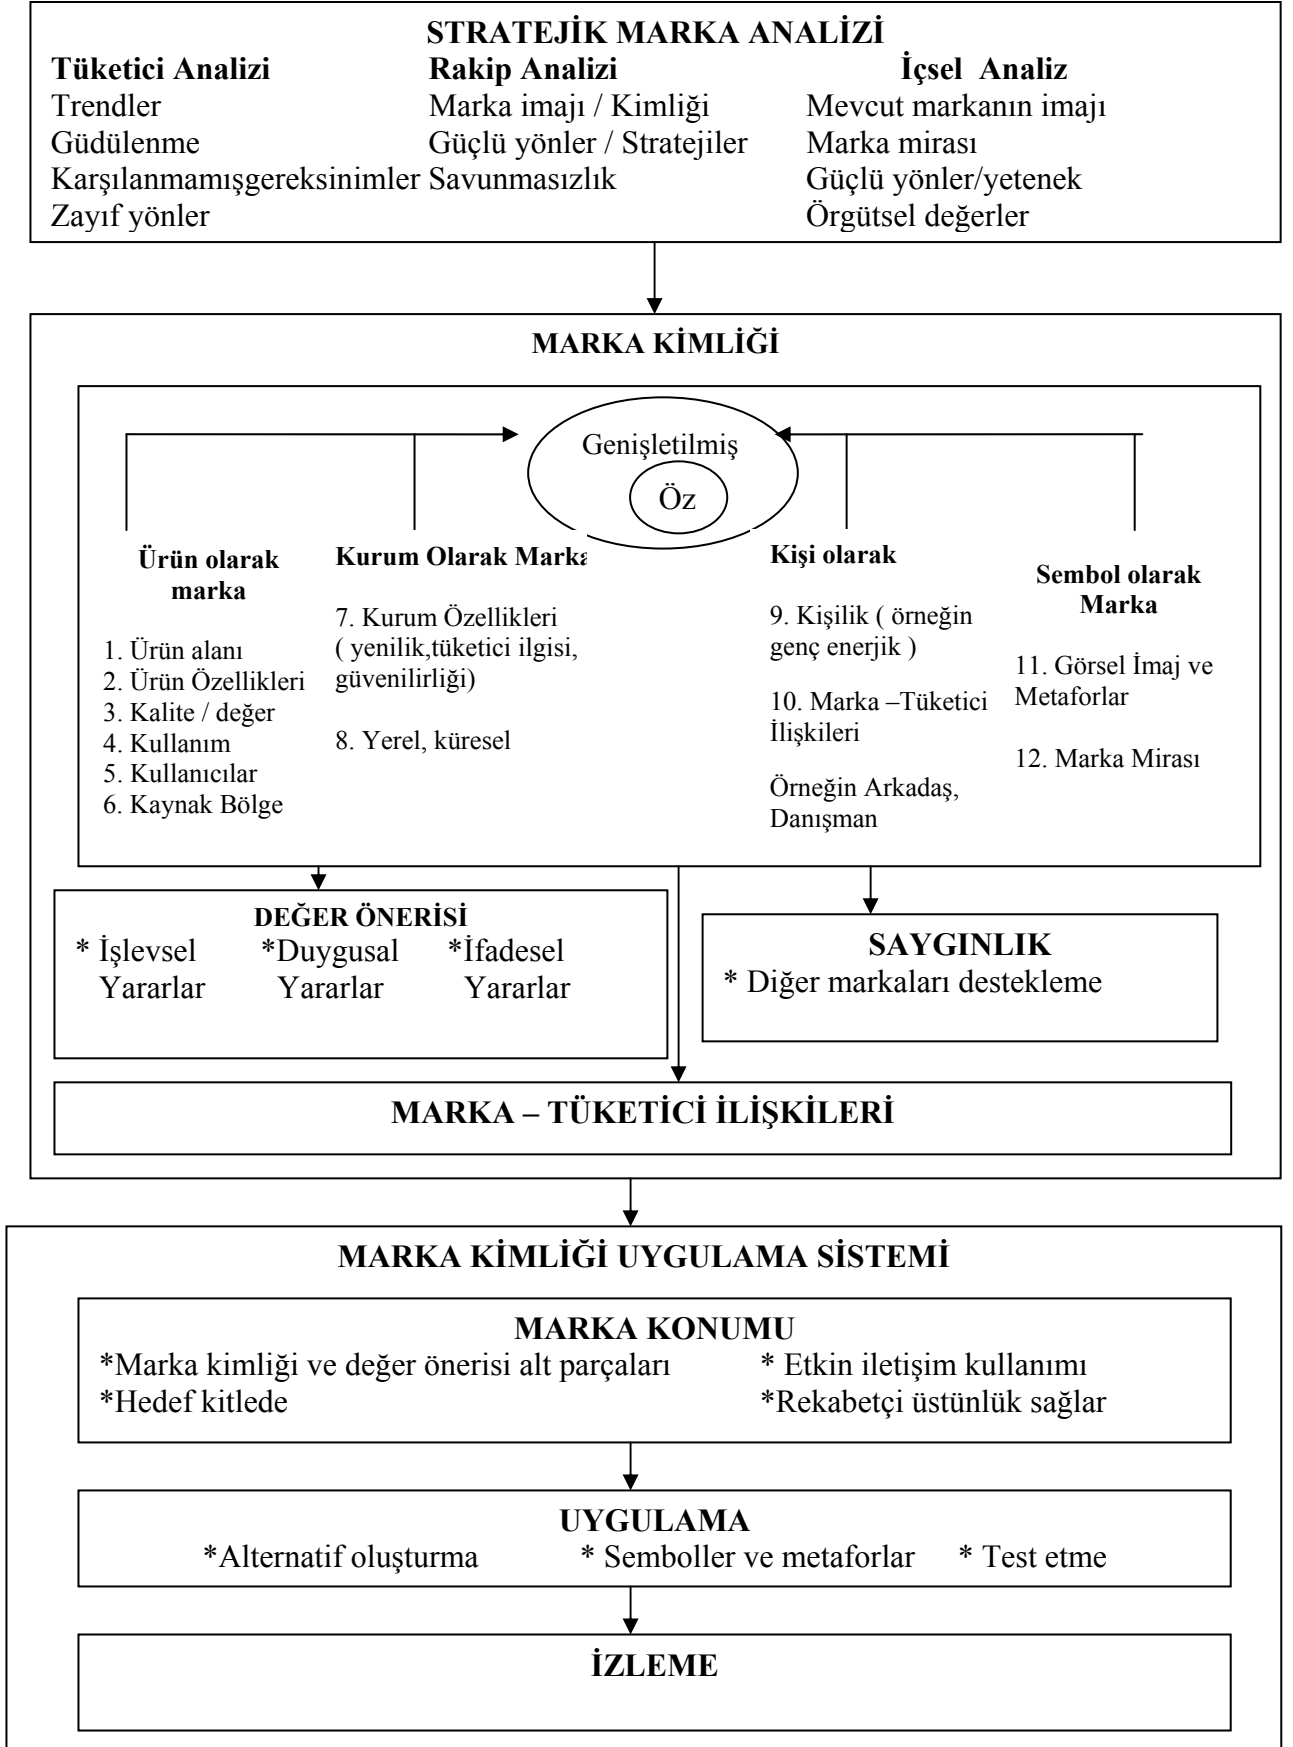 STRATEJİK MARKA ANALİZİ
Tüketici Analizi Rakip Analizi İçsel Analiz
Trendler Marka imajı / Kimliği Mevcut markanın imajı
Güdülenme Güçlü yönler / Stratejiler Marka mirası
Karşılanmamışgereksinimler Savunmasızlık Güçlü yönler/yetenek
Zayıf yönler Örgütsel değerler
MARKA KİMLİĞİ
Genişletilmiş
Öz
Ürün olarak
marka
1. Ürün alanı
2. Ürün Özellikleri
3. Kalite / değer
4. Kullanım
5. Kullanıcılar
6. Kaynak Bölge
Kurum Olarak Marka
7. Kurum Özellikleri
( yenilik,tüketici ilgisi,
güvenilirliği)
8. Yerel, küresel
Kişi olarak
9. Kişilik ( örneğin
genç enerjik )
10. Marka –Tüketici
İlişkileri
Örneğin Arkadaş,
Danışman
Sembol olarak
Marka
11. Görsel İmaj ve
Metaforlar
12. Marka Mirası
DEĞER ÖNERİSİ
* İşlevsel *Duygusal *İfadesel
Yararlar Yararlar Yararlar
SAYGINLIK
* Diğer markaları destekleme
MARKA – TÜKETİCİ İLİŞKİLERİ
MARKA KİMLİĞİ UYGULAMA SİSTEMİ
MARKA KONUMU
*Marka kimliği ve değer önerisi alt parçaları * Etkin iletişim kullanımı
*Hedef kitlede *Rekabetçi üstünlük sağlar
UYGULAMA
*Alternatif oluşturma * Semboller ve metaforlar * Test etme
İZLEME